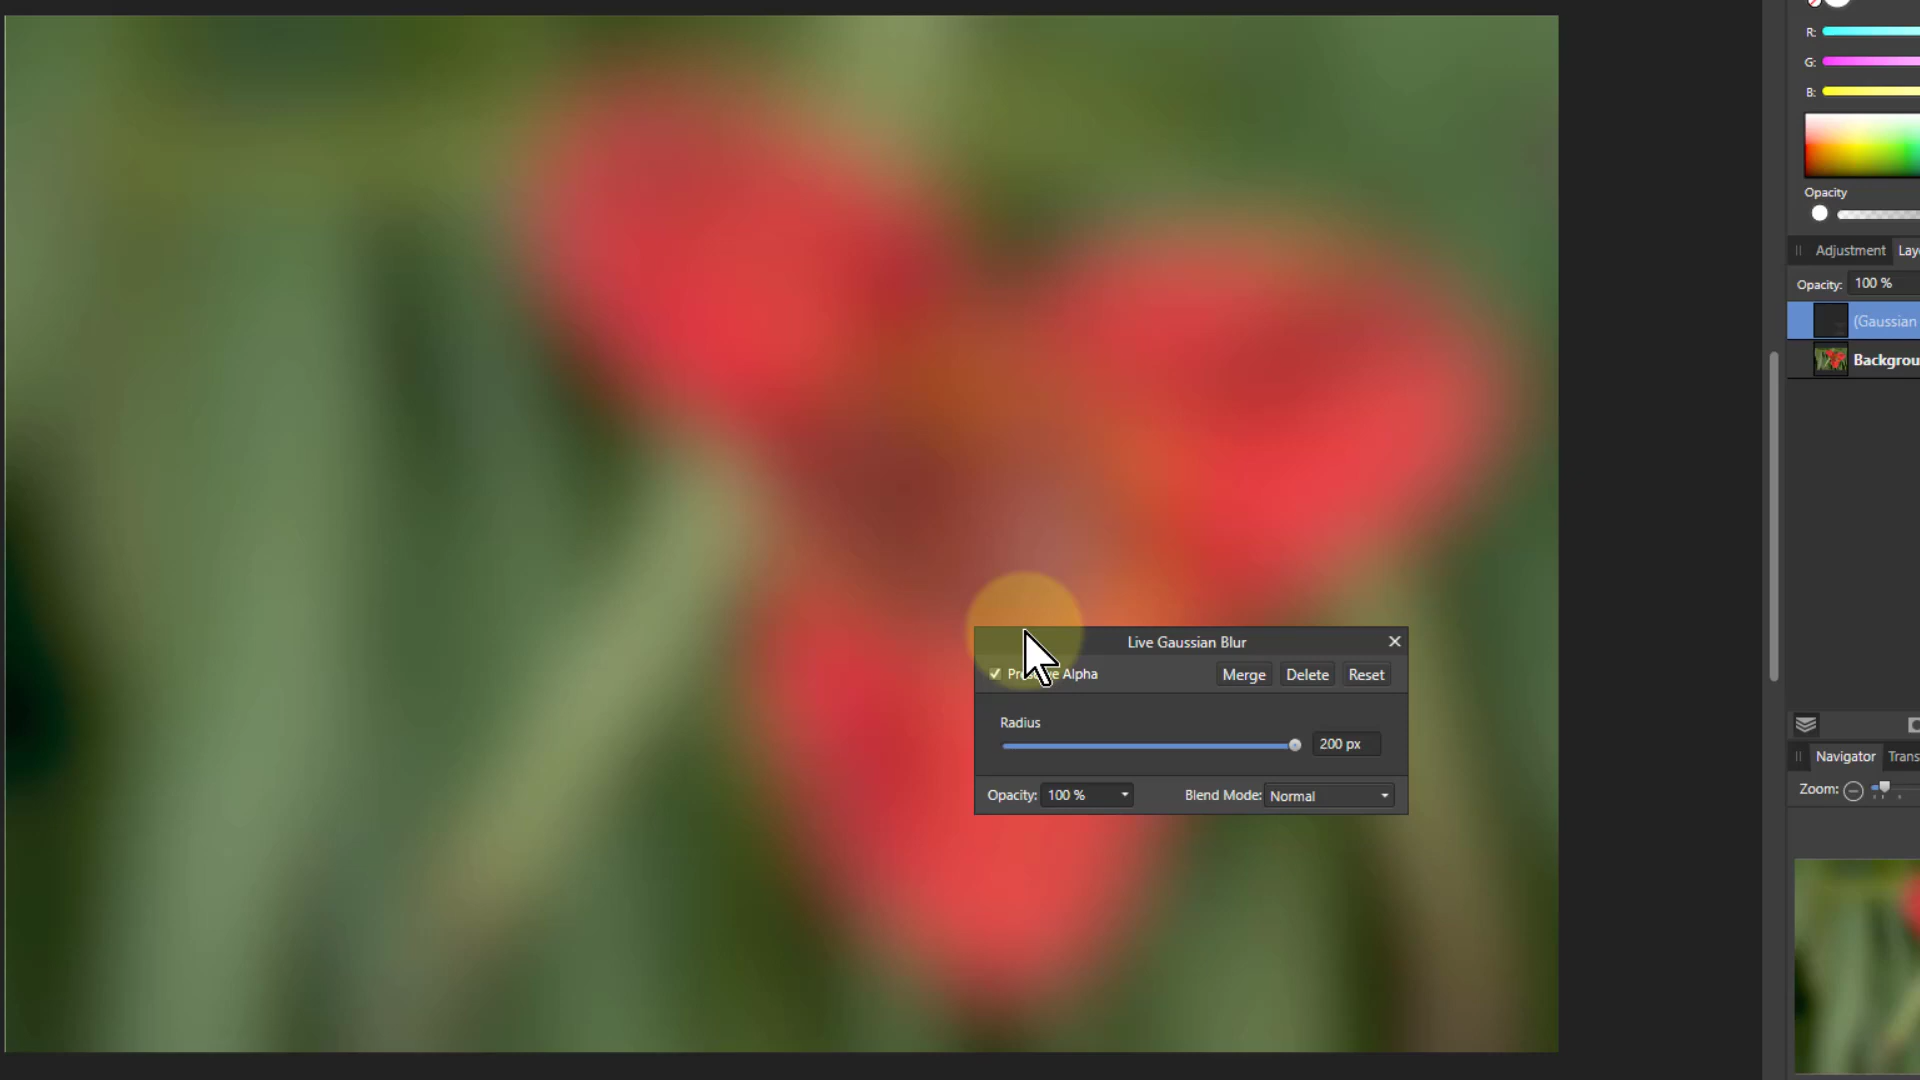 R:
G:
B:
Opacity
Adjustment Lay
Opacity: 100 %
(Gaussian
Backgrou
Live Gaussian Blur
Alpha Merge Delete Reset
Radius
200 px
Opacity: 100 % Blend Mode: Normal
Navigator Trans
Zoom: